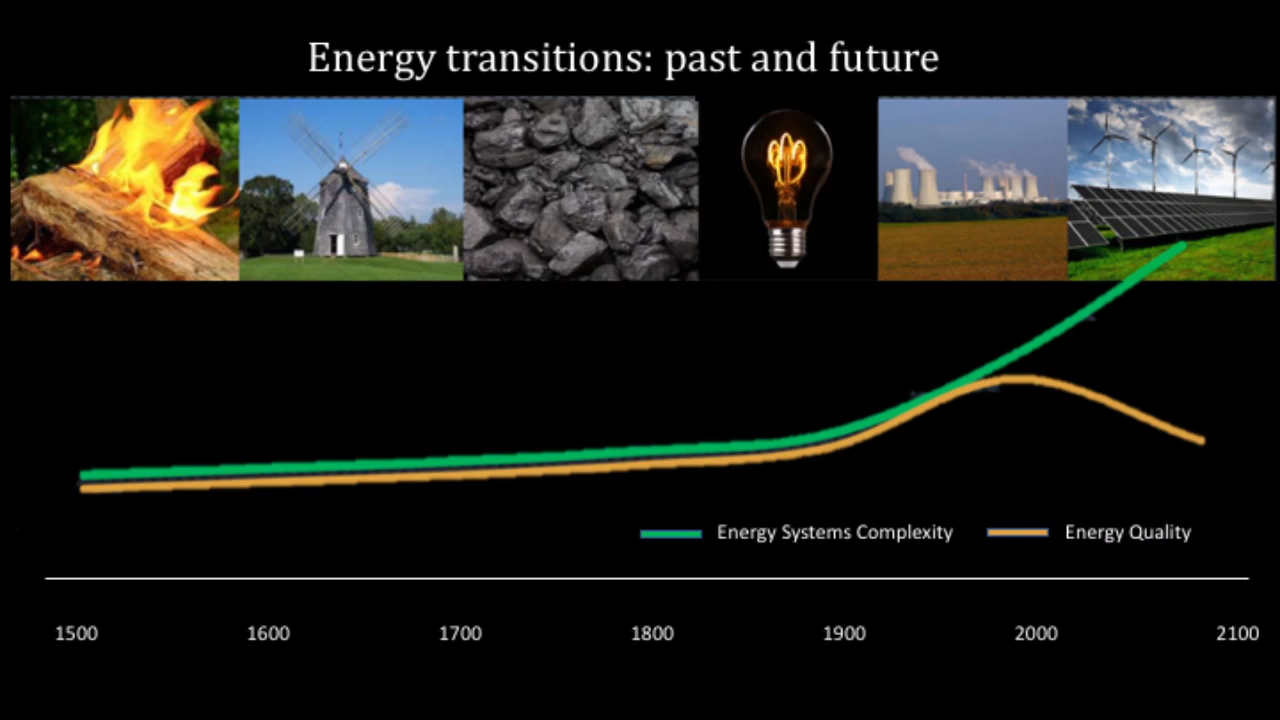 Energy transitions: past and future
Energy Systems Complexity Energy Quality
1500 1600 1700 1800 1900 2000 2100